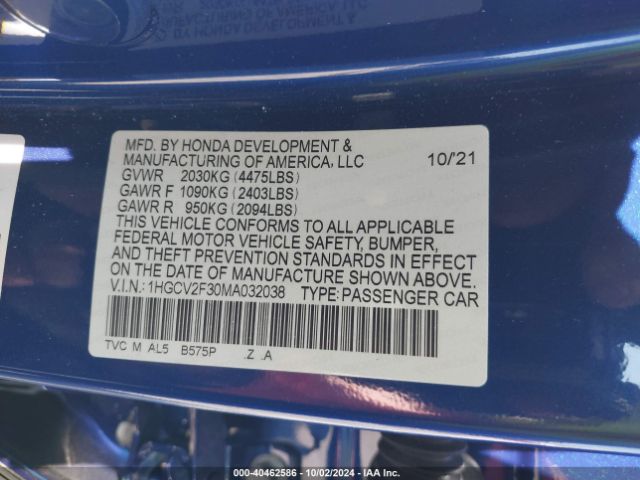 MFD. BY HONDA DEVELOPMENT &
MANUFACTURING OF AMERICA, LLC 10/'21
GVWR 2030KG (4475LBS)
GAWR F 1090KG (2403LBS)
GAWR R 950KG (2094LBS)
THIS VEHICLE CONFORMS TO ALL APPLICABLE
FEDERAL MOTOR VEHICLE SAFETY, BUMPER,
AND THEFT PREVENTION STANDARDS IN EFFECT
ON THE DATE OF MANUFACTURE SHOWN ABOVE.
V.I.N.: 1HGCV2F30MA032038 TYPE: PASSENGER CAR
TVC M AL5 B575P .Z .A
000-40462586 | 10/02/2024 | IAA Inc.